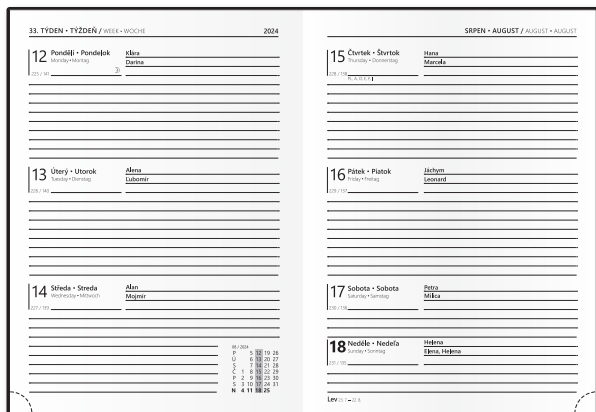 33. TÝDEN • TÝŽDEŇ / WEEK • WOCHE 2024
12 Pondělí • Pondelok Klára
Monday • Montag Darina
225 / 141
13 Úterý • Utorok Alena
Tuesday • Dienstag Ľubomír
226 / 140
14 Středa • Streda Alan
Wednesday • Mittwoch Mojmír
227 / 139
08 / 2024
P 5 12 19 26
Ú 6 13 20 27
S 7 14 21 28
Č 1 8 15 22 29
P 2 9 16 23 30
S 3 10 17 24 31
N 4 11 18 25
SRPEN • AUGUST / AUGUST • AUGUST
15 Čtvrtek • Štvrtok Hana
Thursday • Donnerstag Marcela
228 / 138
16 Pátek • Piatok Jáchym
Friday • Freitag Leonard
229 / 137
17 Sobota • Sobota Petra
Saturday • Samstag Milica
230 / 136
18 Neděle • Nedeľa Helena
Sunday • Sonntag Elena, Helena
231 / 135
Lev 23. 7. – 22. 8.